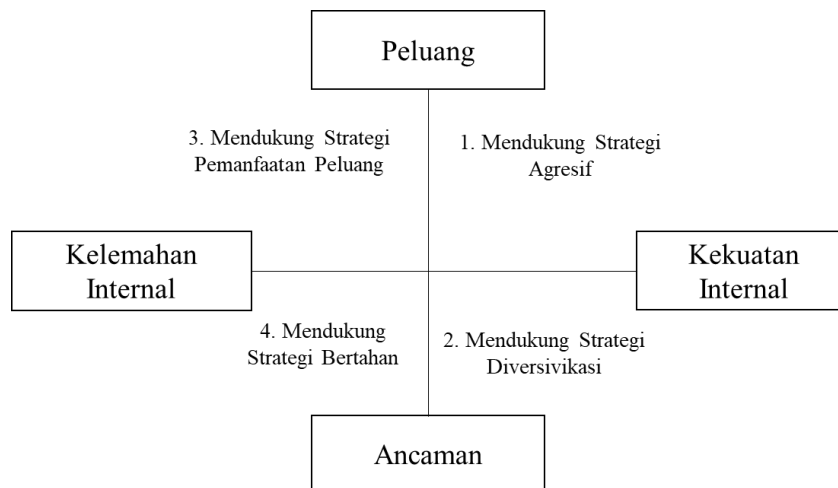 Peluang
3. Mendukung Strategi
Pemanfaatan Peluang
1. Mendukung Strategi
Agresif
Kelemahan
Internal
Kekuatan
Internal
4. Mendukung
Strategi Bertahan
2. Mendukung Strategi
Diversivikasi
Ancaman